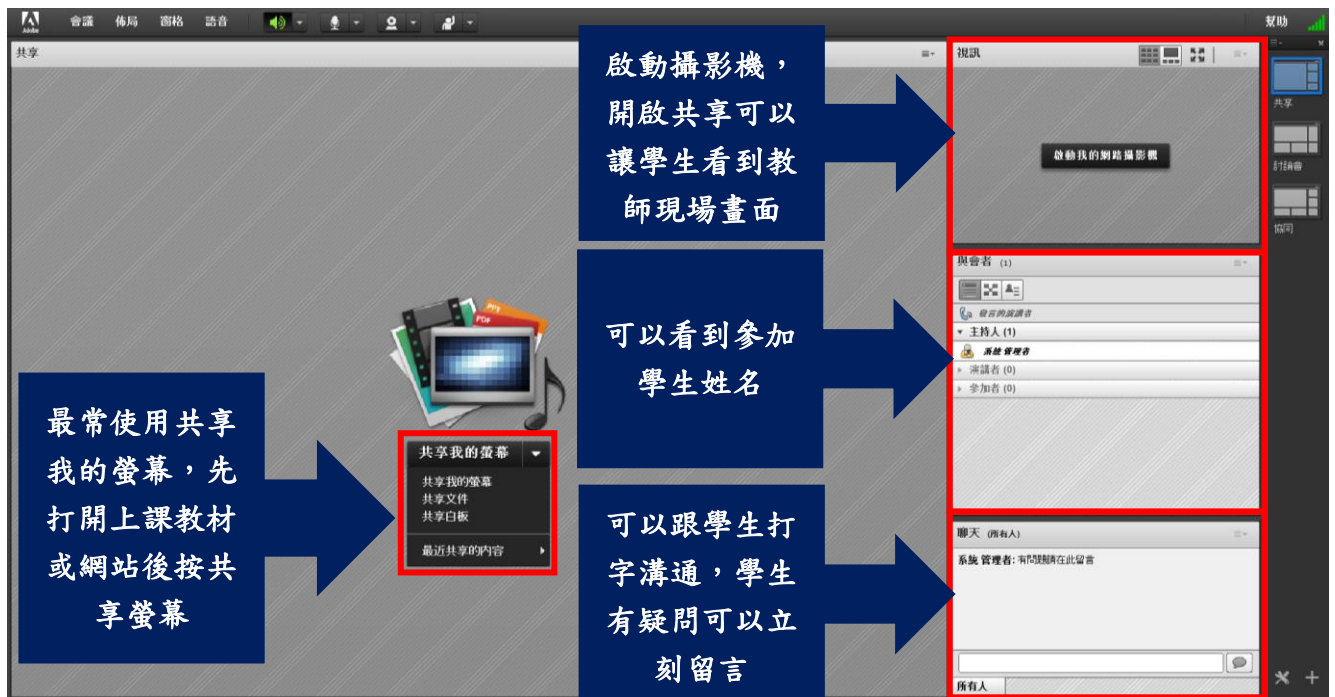 Adobe
會議 佈局 窗格 語音
幫助
共享
啟動攝影機，
開啟共享可以
讓學生看到教
師現場畫面
視訊
啟動我的網路攝影機
共享
討論會
協同
PPT
PDF
可以看到參加
學生姓名
與會者 (1)
發言的演講者
主持人 (1)
系統 管理者
演講者 (0)
參加者 (0)
最常使用共享
我的螢幕，先
打開上課教材
或網站後按共
享螢幕
共享我的螢幕
共享我的螢幕
共享文件
共享白板
最近共享的內容
可以跟學生打
字溝通，學生
有疑問可以立
刻留言
聊天 (所有人)
系統 管理者: 有問題請在此留言
所有人